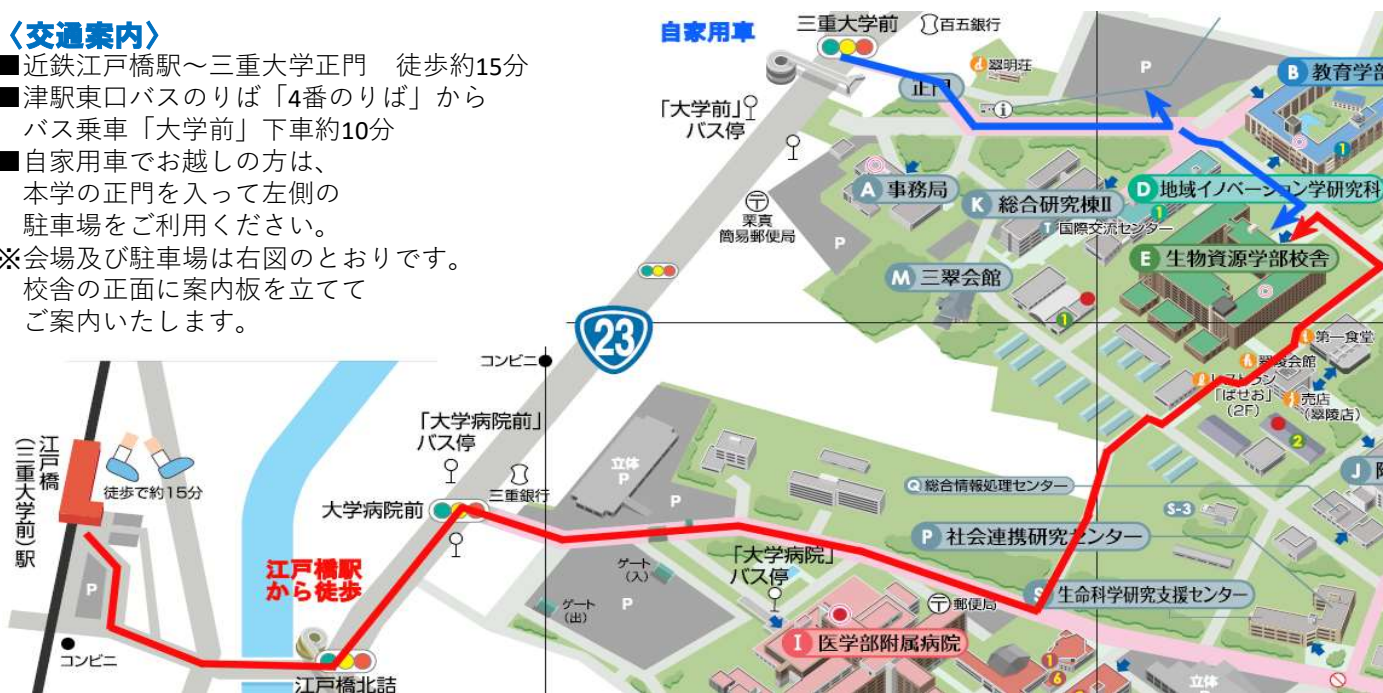 〈交通案内〉
■近鉄江戸橋駅～三重大学正門　徒歩約15分
■津駅東口バスのりば「4番のりば」から
バス乗車「大学前」下車約10分
■自家用車でお越しの方は、
本学の正門を入って左側の
駐車場をご利用ください。
※会場及び駐車場は右図のとおりです。
校舎の正面に案内板を立てて
ご案内いたします。
自家用車
三重大学前
百五銀行
翠明荘
P
B 教育学部
正門
「大学前」
バス停
A 事務局
K 総合研究棟II
D 地域イノベーション学研究科
1
1
栗真
簡易郵便局
P
T 国際交流センター
E 生物資源学部校舎
M 三翠会館
1
23
コンビニ
第一食堂
翠陵会館
レストラン
「ばせお」
(2F)
売店
(翠陵店)
2
「大学病院前」
バス停
三重銀行
大学病院前
立体
P
P
Q 総合情報処理センター
S-3
J
P 社会連携研究センター
江戸橋
(三重大学前)駅
徒歩で約15分
P
コンビニ
江戸橋駅
から徒歩
江戸橋北詰
ゲート
(入)
ゲート
(出)
P
「大学病院」
バス停
郵便局
S 生命科学研究支援センター
I 医学部附属病院
1
6
立体